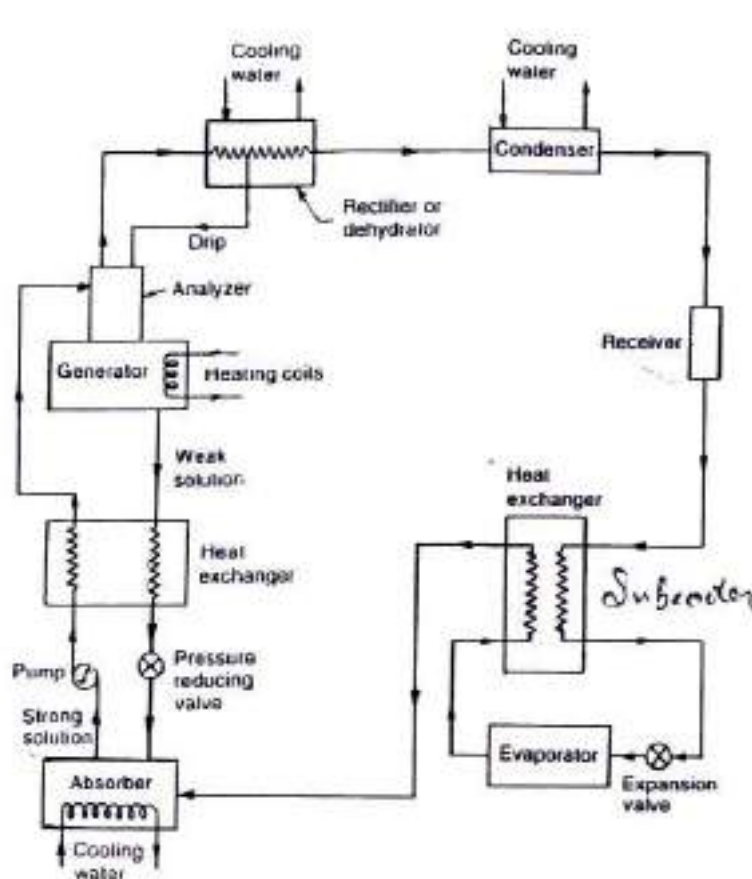 Cooling
water
Cooling
water
Condenser
Rectifier or
dehydrator
Drip
Analyzer
Generator
Heating coils
Receiver
Weak
solution
Heat
exchanger
Heat
exchanger
Pump
Pressure
reducing
valve
Strong
solution
Evaporator
Expansion
valve
Absorber
Cooling
water